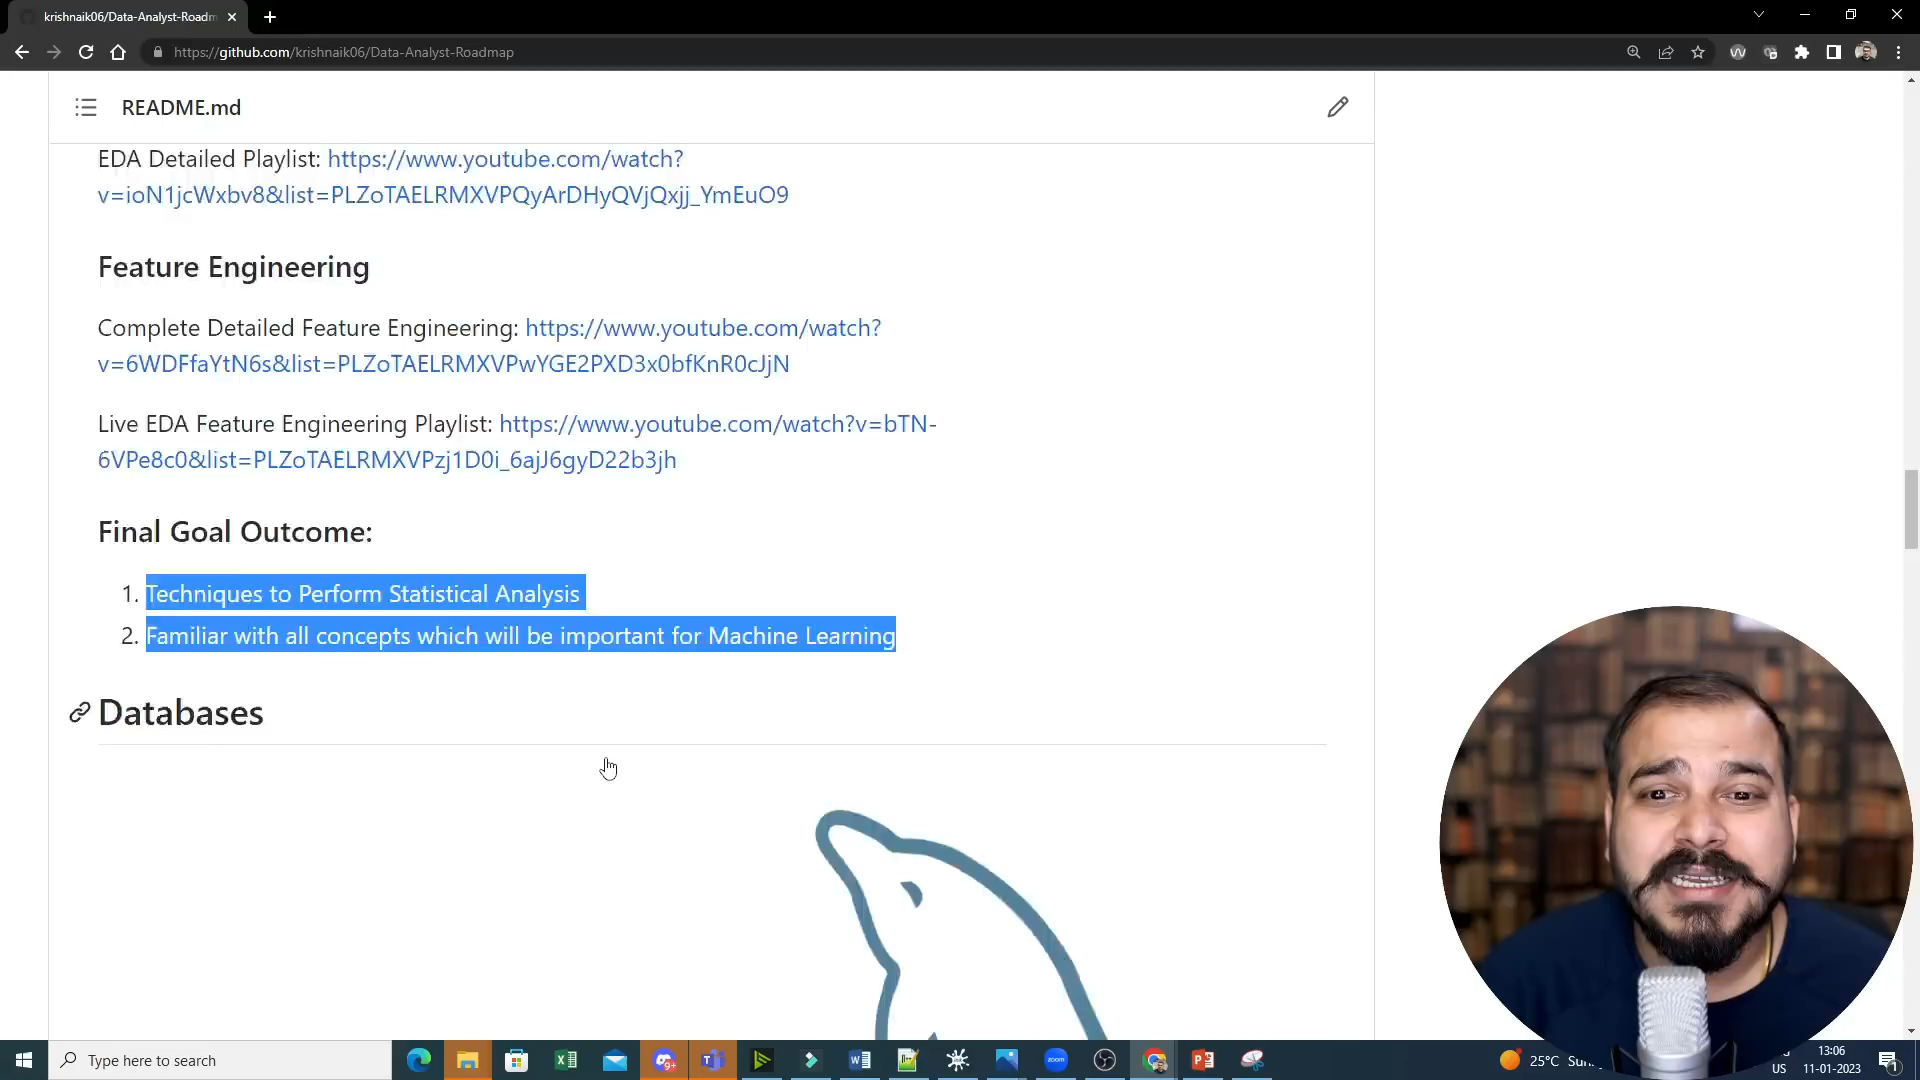 krishnaik06/Data-Analyst-Roadm
https://github.com/krishnaik06/Data-Analyst-Roadmap
README.md
EDA Detailed Playlist: https://www.youtube.com/watch?
v=ioN1jcWxbv8&list=PLZoTAELRMXVPQyArDHyQVjQxjj_YmEuO9
Feature Engineering
Complete Detailed Feature Engineering: https://www.youtube.com/watch?
v=6WDFfaYtN6s&list=PLZoTAELRMXVPwYGE2PXD3x0bfKnR0cJjN
Live EDA Feature Engineering Playlist: https://www.youtube.com/watch?v=bTN-
6VPe8c0&list=PLZoTAELRMXVPzj1D0i_6ajJ6gyD22b3jh
Final Goal Outcome:
1. Techniques to Perform Statistical Analysis
2. Familiar with all concepts which will be important for Machine Learning
Databases
Type here to search
9+
zoom
25°C
US
13:06
11-01-2023
1